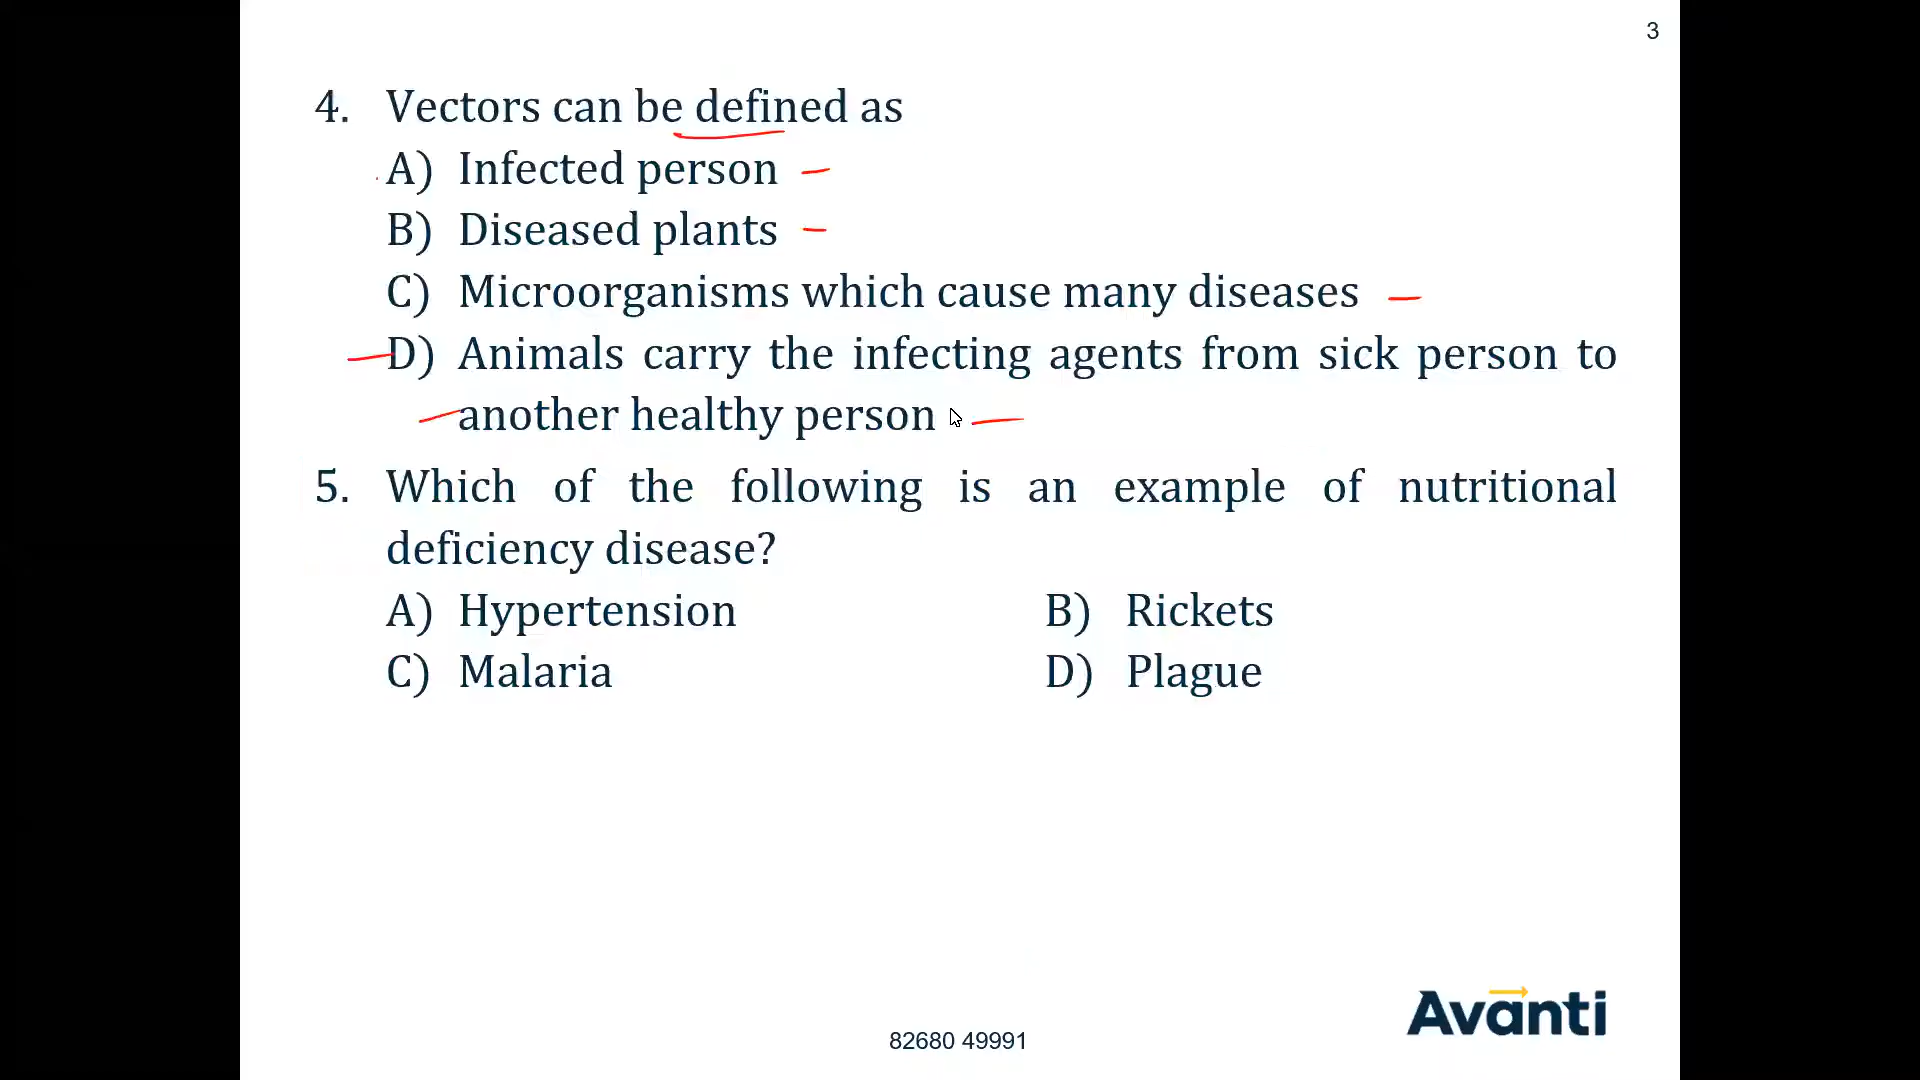 3
4. Vectors can be defined as
A) Infected person
B) Diseased plants
C) Microorganisms which cause many diseases
D) Animals carry the infecting agents from sick person to
another healthy person
5. Which of the following is an example of nutritional
deficiency disease?
A) Hypertension B) Rickets
C) Malaria D) Plague
Avanti
82680 49991